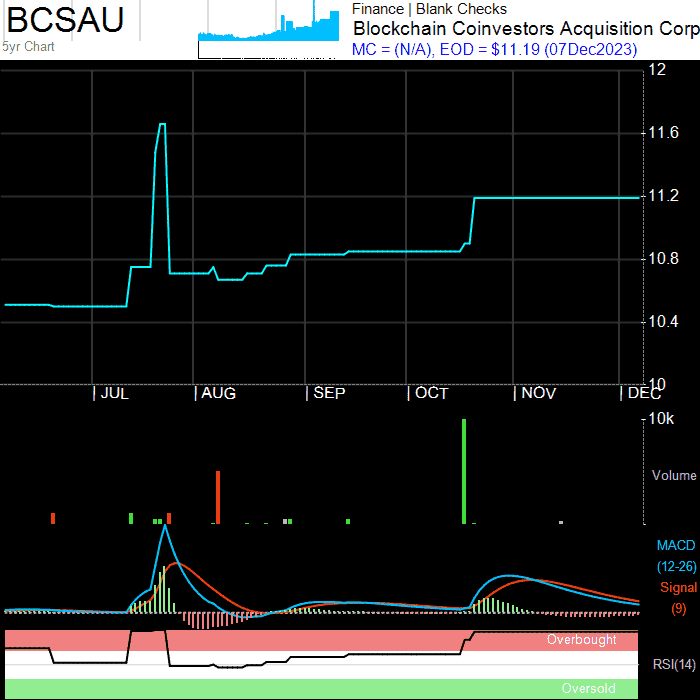 BCSAU
5yr Chart
Finance | Blank Checks
Blockchain Coinvestors Acquisition Corp
MC = (N/A), EOD = $11.19 (07Dec2023)
12
11.6
11.2
10.8
10.4
10
JUL
AUG
SEP
OCT
NOV
DEC
10k
Volume
MACD
(12-26)
Signal
(9)
Overbought
RSI(14)
Oversold